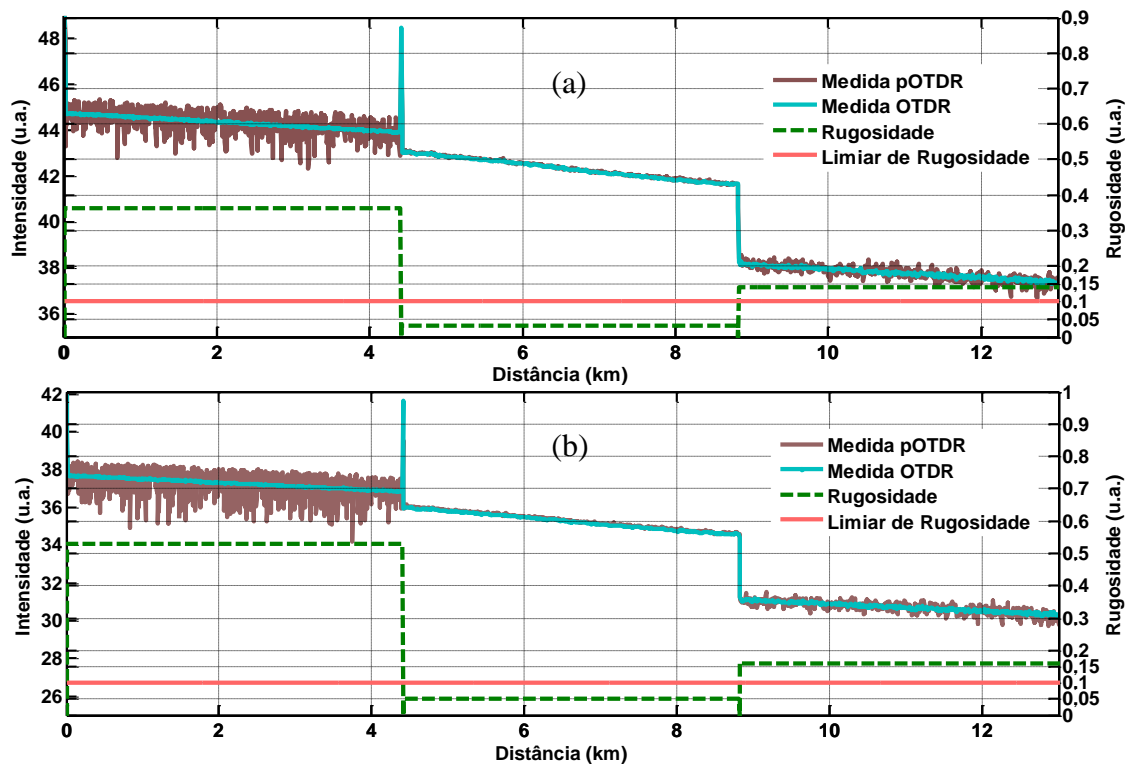 (a)
Medida pOTDR
Medida OTDR
Rugosidade
Limiar de Rugosidade
Intensidade (u.a.)
48
46
44
42
40
38
36
Rugosidade (u.a.)
0,9
0,8
0,7
0,6
0,5
0,4
0,3
0,2
0,15
0,1
0,05
0
0 2 4 6 8 10 12
Distância (km)
(b)
Medida pOTDR
Medida OTDR
Rugosidade
Limiar de Rugosidade
Intensidade (u.a.)
42
40
38
36
34
31
30
28
26
Rugosidade (u.a.)
1
0,9
0,8
0,7
0,6
0,5
0,4
0,3
0,2
0,15
0,1
0,05
0
0 2 4 6 8 10 12
Distância (km)